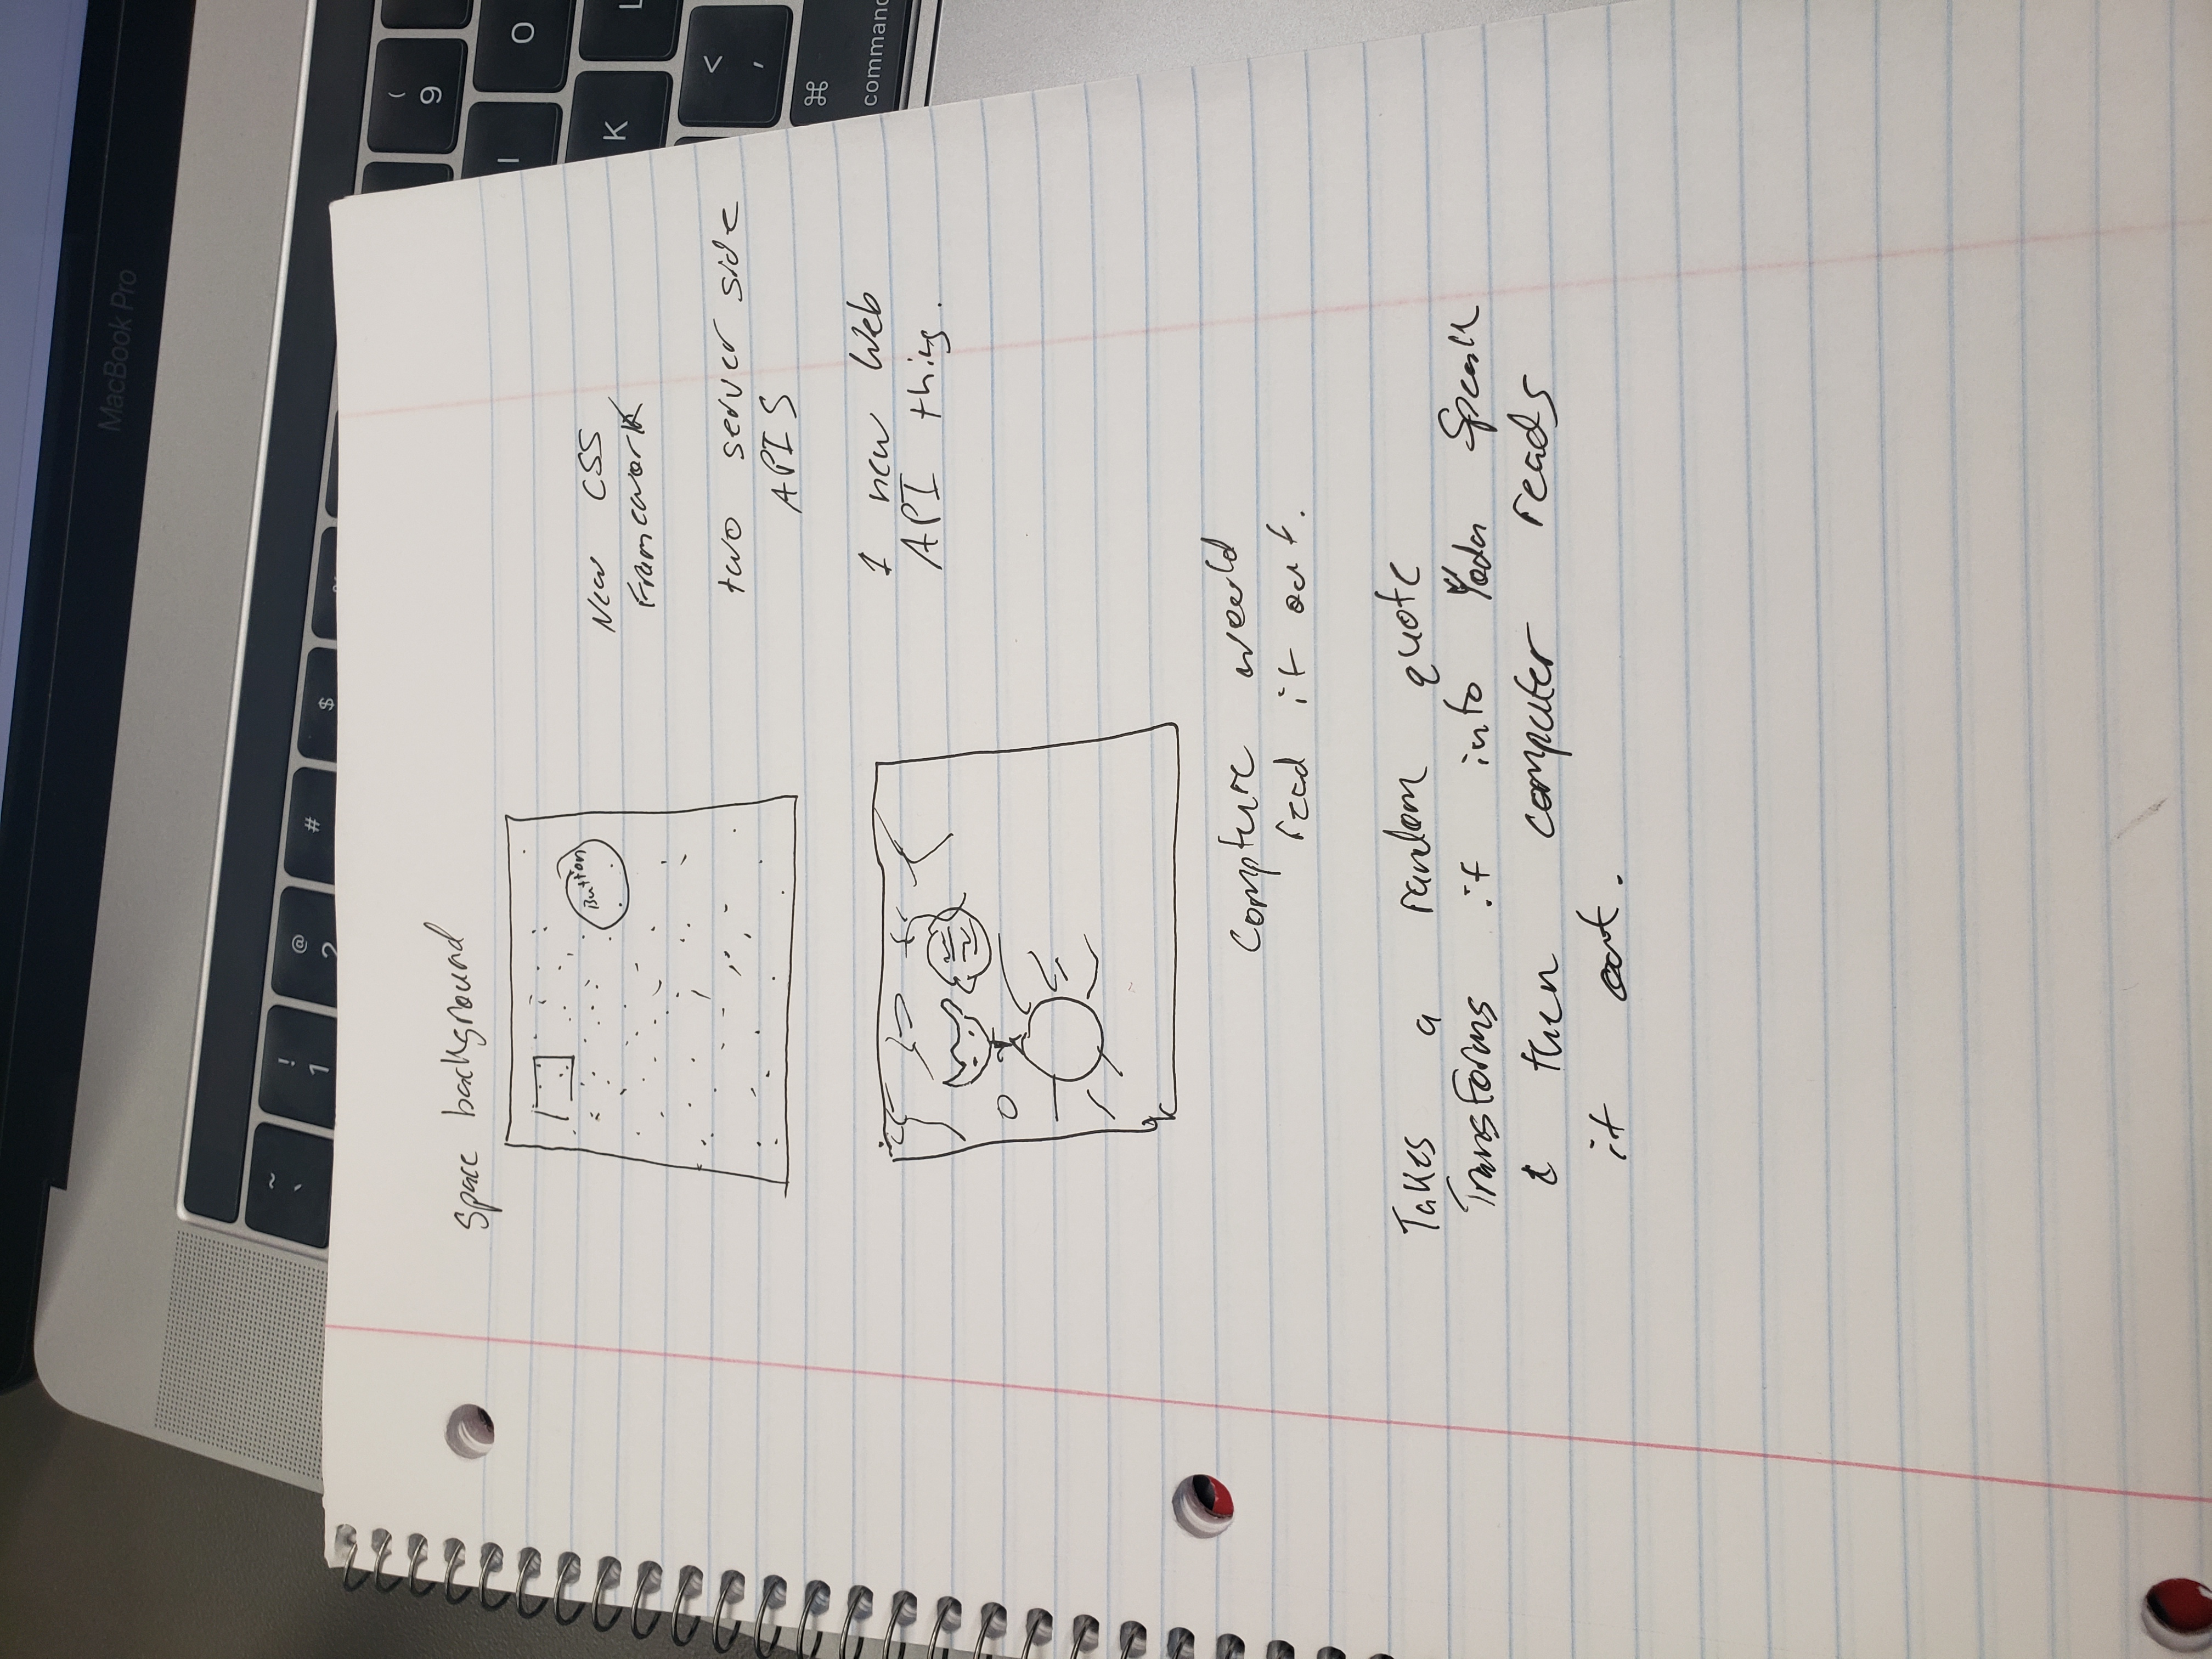 MacBook Pro
~
`
!
1
@
2
#
$
%
(
9
I
O
K
L
<
,
⌘
command
Space background
Button
New CSS
Framework
two server side
APIS
1 new Web
API thing.
Compture would
read it out.
Takes a random quote
Transforms it into Yoda Speak
& then computer reads
it out.